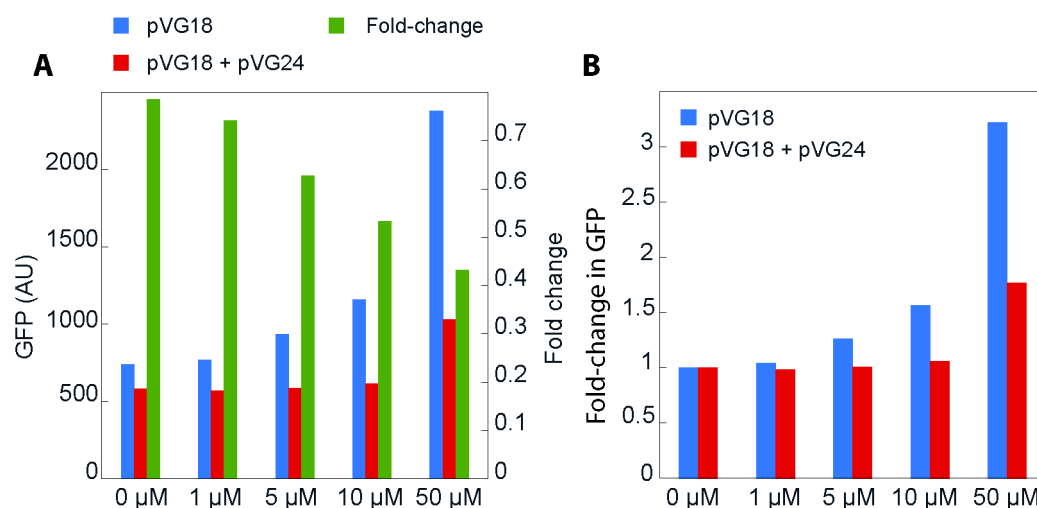 pVG18
Fold-change
pVG18 + pVG24
A
B
GFP (AU)
2000
1500
1000
500
0
0.7
0.6
0.5
0.4
0.3
0.2
0.1
0
Fold change
0 µM 1 µM 5 µM 10 µM 50 µM
pVG18
pVG18 + pVG24
Fold-change in GFP
3
2.5
2
1.5
1
0.5
0
0 µM 1 µM 5 µM 10 µM 50 µM